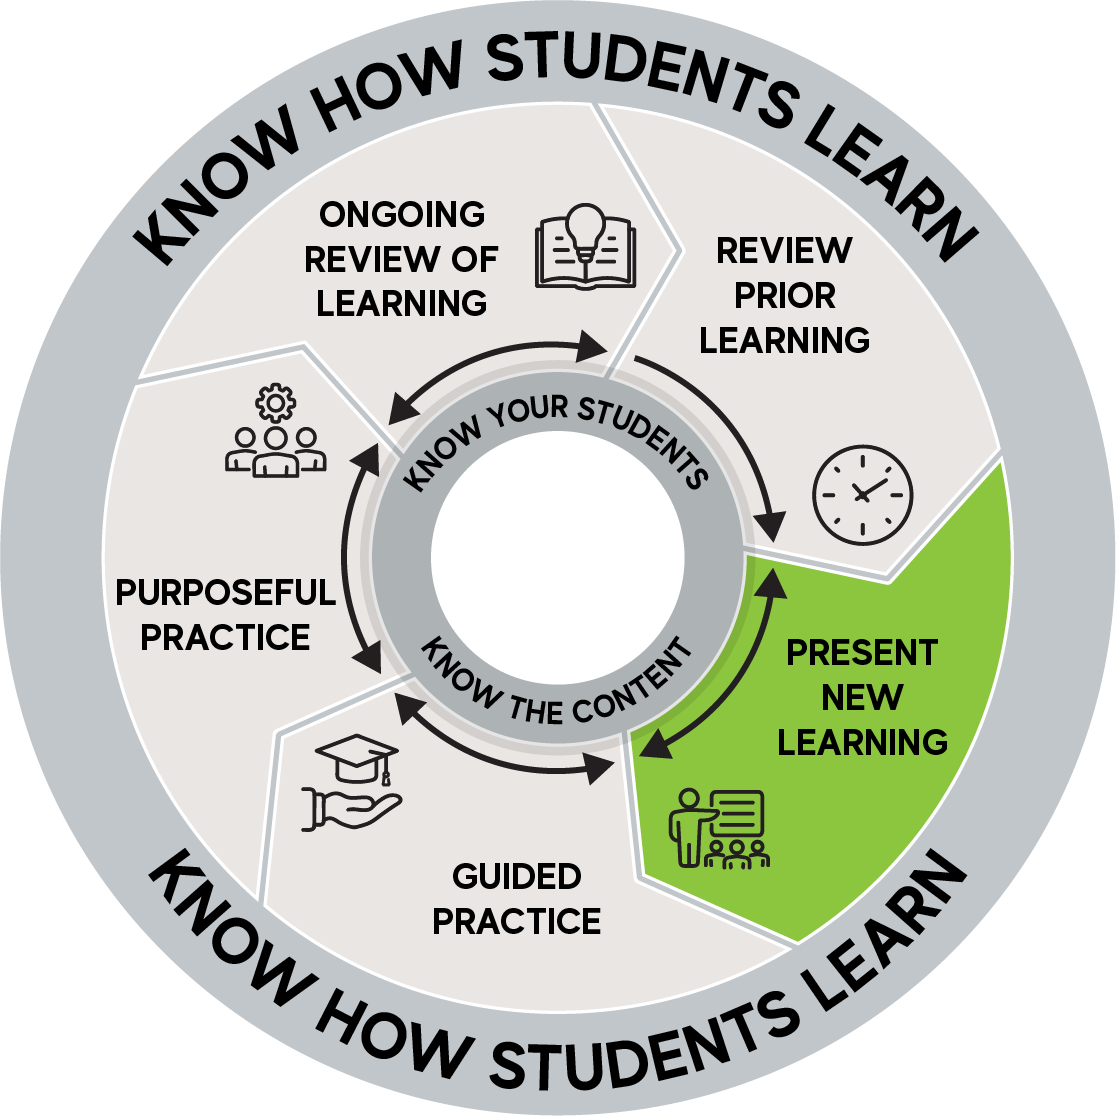 KNOW HOW STUDENTS LEARN
ONGOING
REVIEW OF
LEARNING
REVIEW
PRIOR
LEARNING
KNOW YOUR STUDENTS
PURPOSEFUL
PRACTICE
KNOW THE CONTENT
PRESENT
NEW
LEARNING
GUIDED
PRACTICE
KNOW HOW STUDENTS LEARN